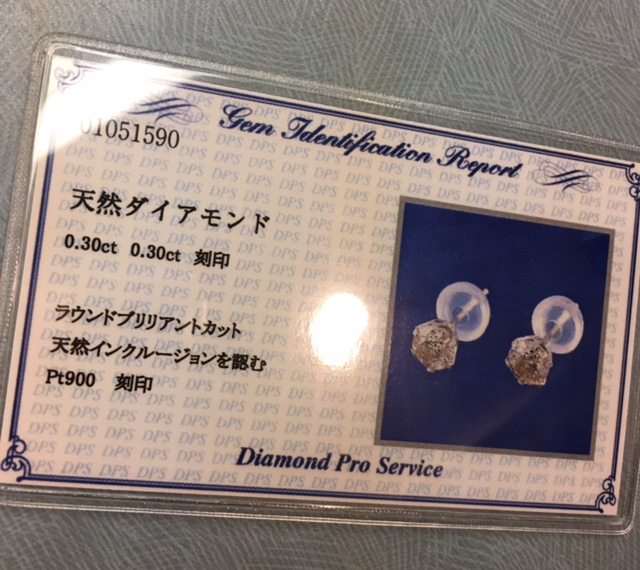 Gem Identification Report
01051590
天然ダイアモンド
0.30ct 0.30ct 刻印
ラウンドブリリアントカット
天然インクルージョンを認む
Pt900 刻印
Diamond Pro Service